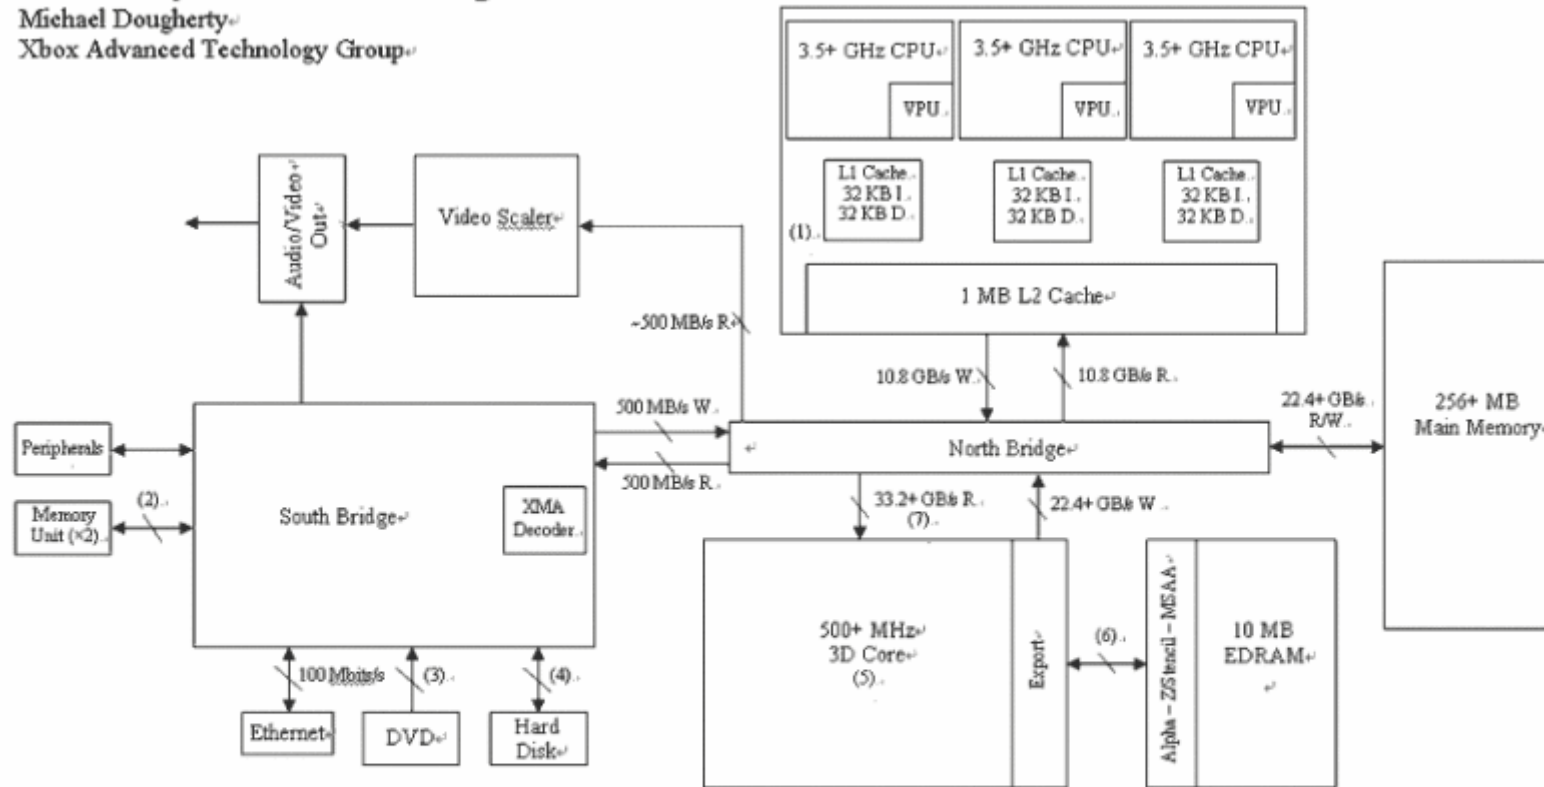 Michael Dougherty
Xbox Advanced Technology Group
3.5+ GHz CPU
VPU
3.5+ GHz CPU
VPU
3.5+ GHz CPU
VPU
L1 Cache
32 KB I
32 KB D
L1 Cache
32 KB I
32 KB D
L1 Cache
32 KB I
32 KB D
(1)
1 MB L2 Cache
Audio/Video
Out
Video Scaler
~500 MB/s R
10.8 GB/s W
10.8 GB/s R
22.4+ GB/s
R/W
256+ MB
Main Memory
500 MB/s W
500 MB/s R
North Bridge
Peripherals
Memory
Unit (×2)
(2)
South Bridge
XMA
Decoder
33.2+ GB/s R
(7)
22.4+ GB/s W
500+ MHz
3D Core
(5)
Export
(6)
Alpha – Z/Stencil – MSAA
10 MB
EDRAM
100 Mbits/s
(3)
(4)
Ethernet
DVD
Hard
Disk